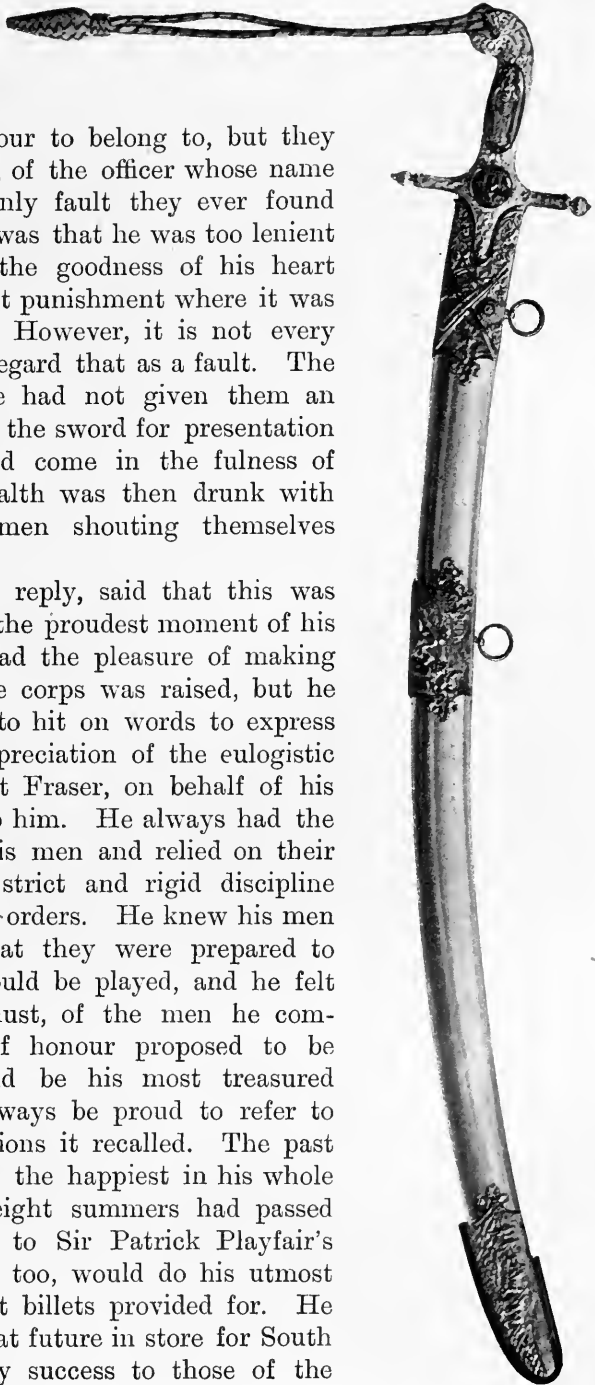 our to belong to, but they
of the officer whose name
nly fault they ever found
was that he was too lenient
the goodness of his heart
t punishment where it was
However, it is not every
egard that as a fault. The
e had not given them an
the sword for presentation
d come in the fulness of
alth was then drunk with
men shouting themselves
reply, said that this was
the proudest moment of his
ad the pleasure of making
e corps was raised, but he
to hit on words to express
preciation of the eulogistic
t Fraser, on behalf of his
o him. He always had the
is men and relied on their
strict and rigid discipline
orders. He knew his men
at they were prepared to
uld be played, and he felt
lust, of the men he com-
f honour proposed to be
d be his most treasured
ways be proud to refer to
ions it recalled. The past
the happiest in his whole
eight summers had passed
to Sir Patrick Playfair's
too, would do his utmost
t billets provided for. He
at future in store for South
y success to those of the